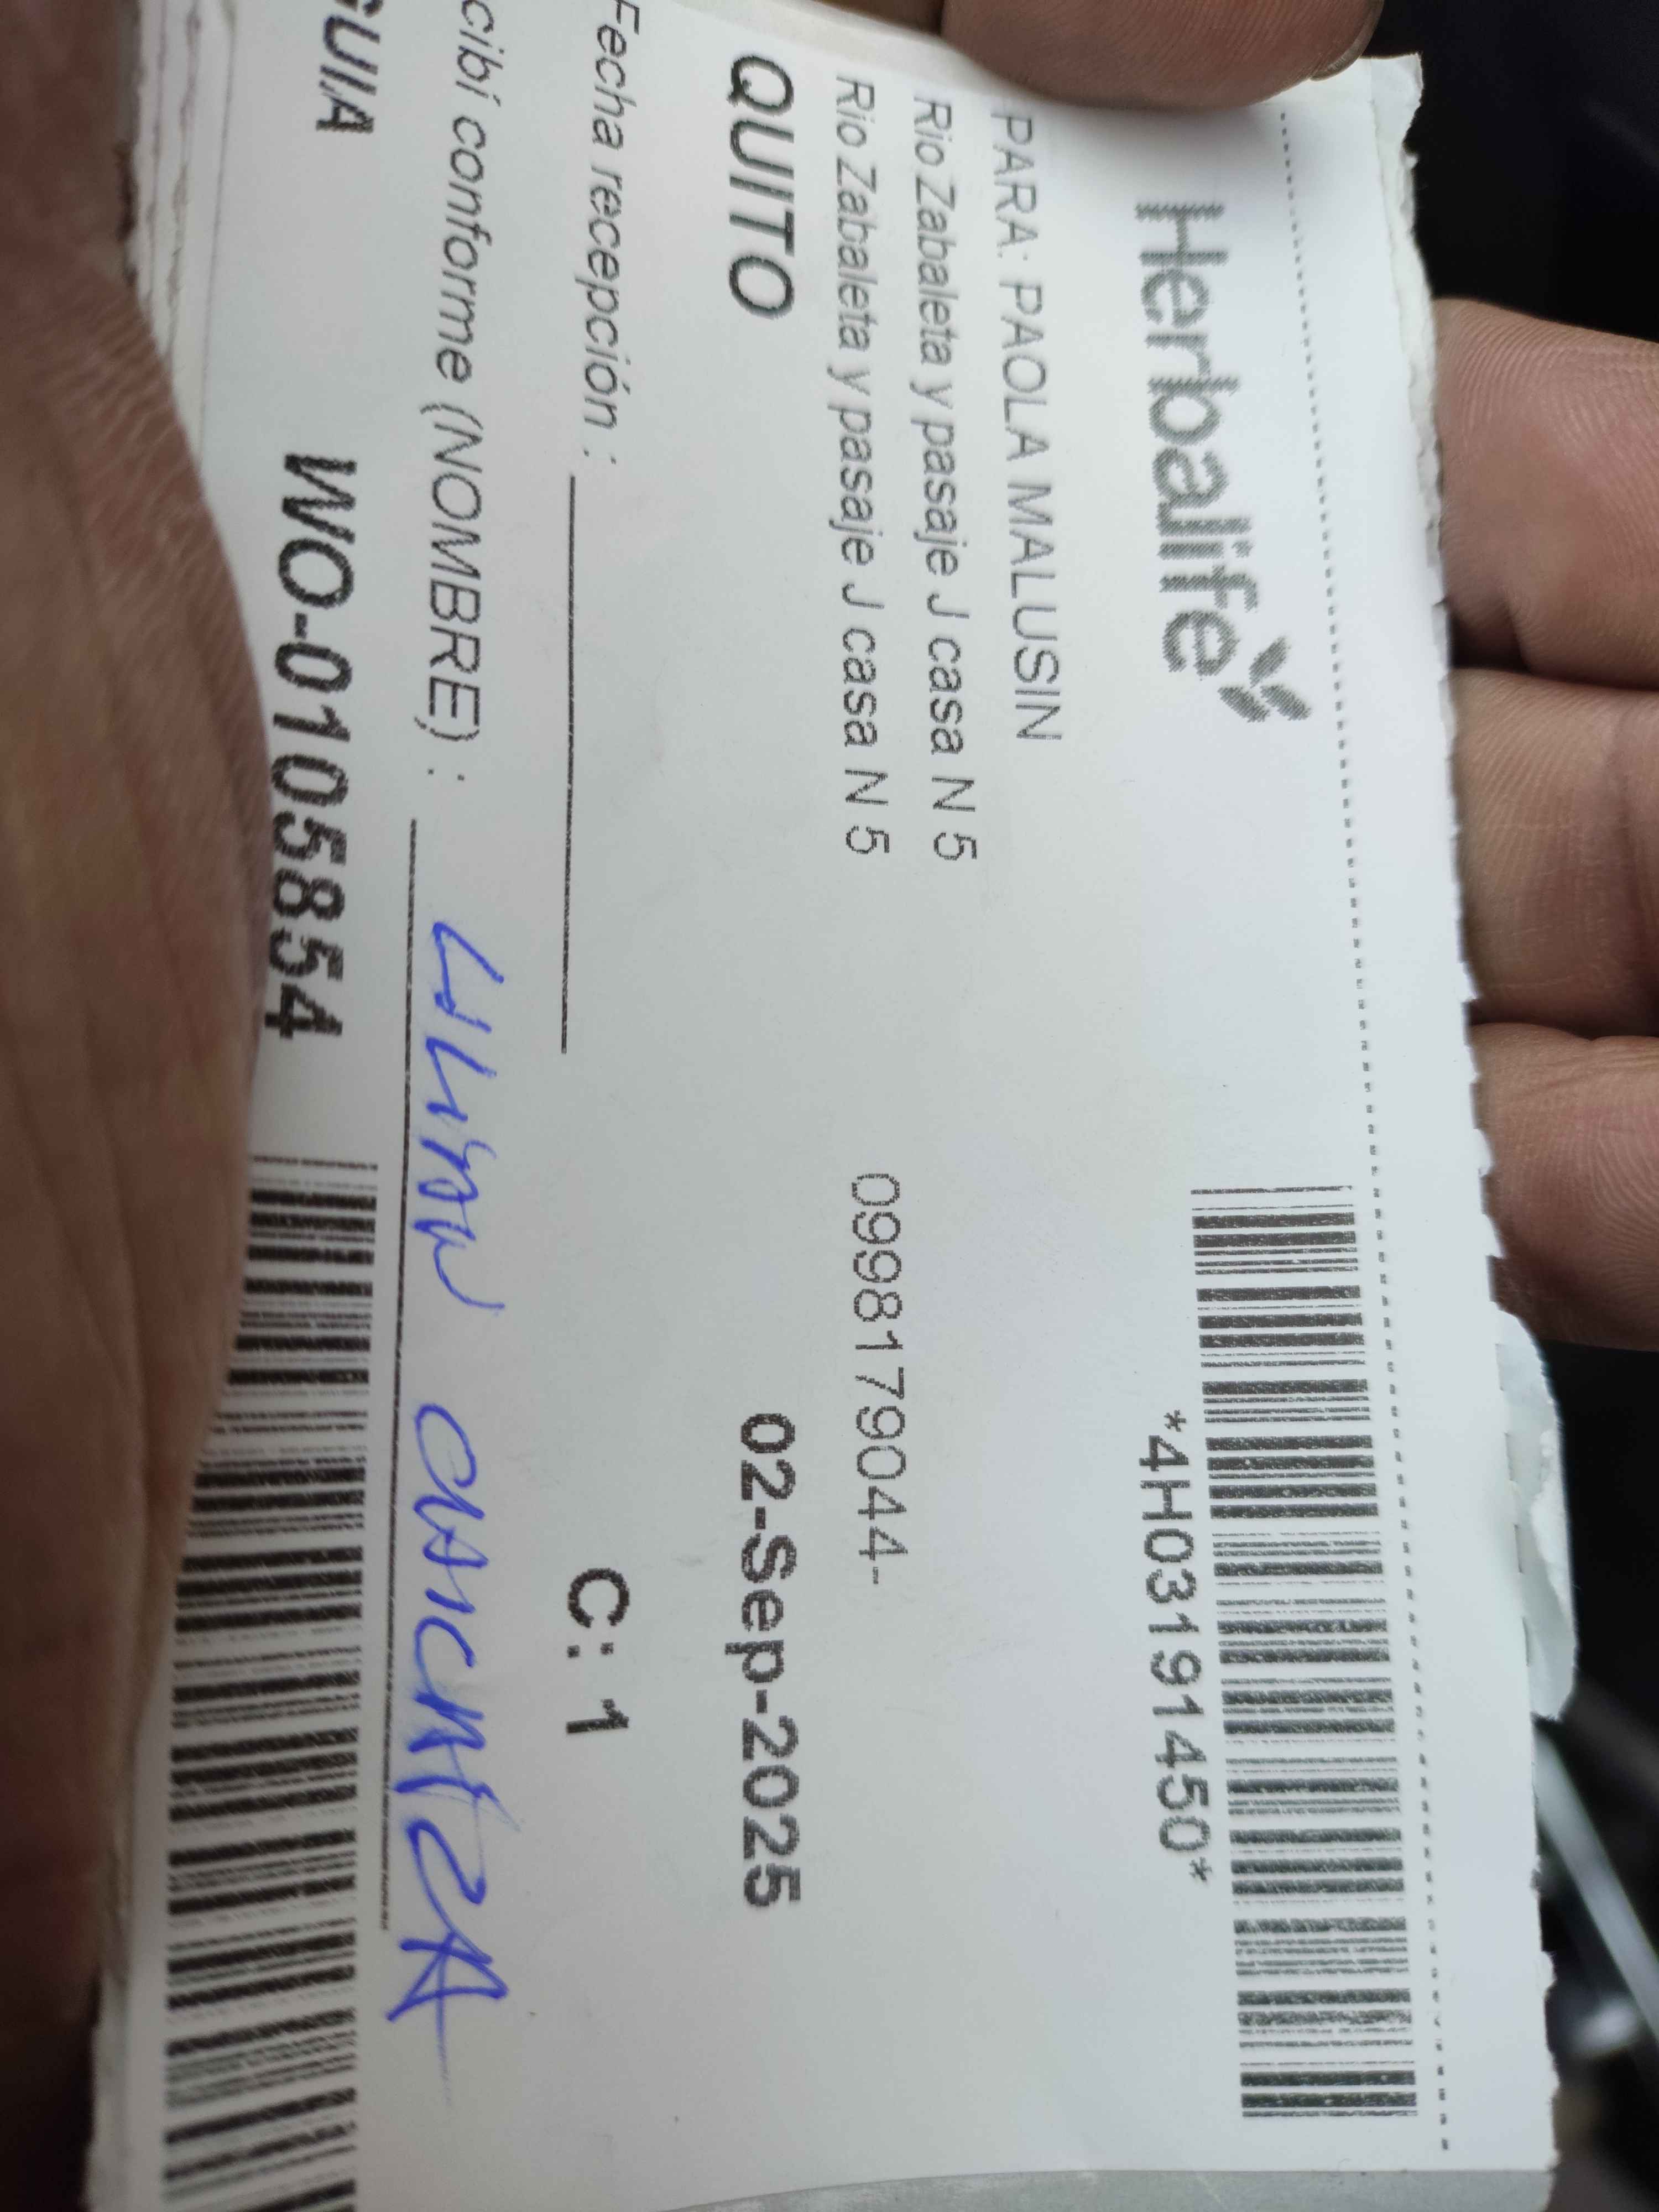 Herbalife
*4H03191450*
PARA: PAOLA MALUSIN
Rio Zabaleta y pasaje J casa N 5
Rio Zabaleta y pasaje J casa N 5
0998179044-
QUITO
02-Sep-2025
Fecha recepción :
C: 1
cibí conforme (NOMBRE) :
GUIA
WO-0105854